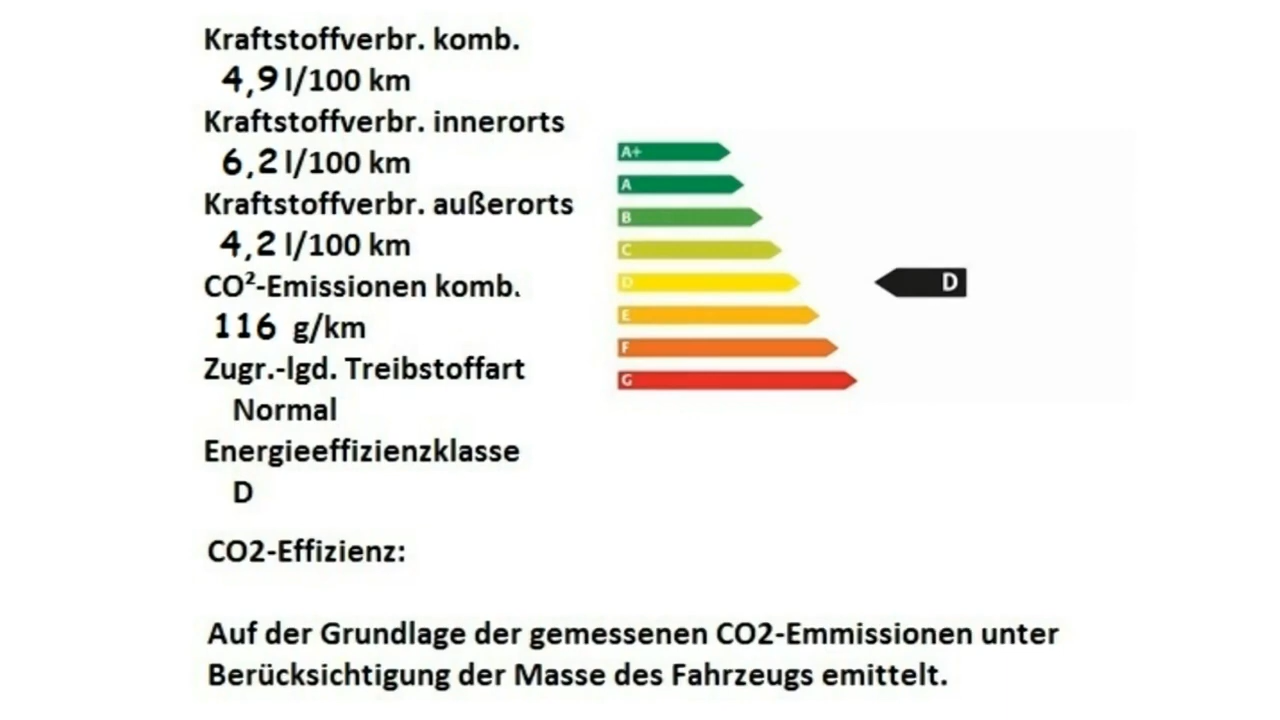 Kraftstoffverbr. komb.
4,9 l/100 km
Kraftstoffverbr. innerorts
6,2 l/100 km
Kraftstoffverbr. außerorts
4,2 l/100 km
CO²-Emissionen komb.
116 g/km
Zugr.-lgd. Treibstoffart
Normal
Energieeffizienzklasse
D
A+
A
B
C
D
E
F
G
D
CO2-Effizienz:
Auf der Grundlage der gemessenen CO2-Emmissionen unter
Berücksichtigung der Masse des Fahrzeugs emittelt.